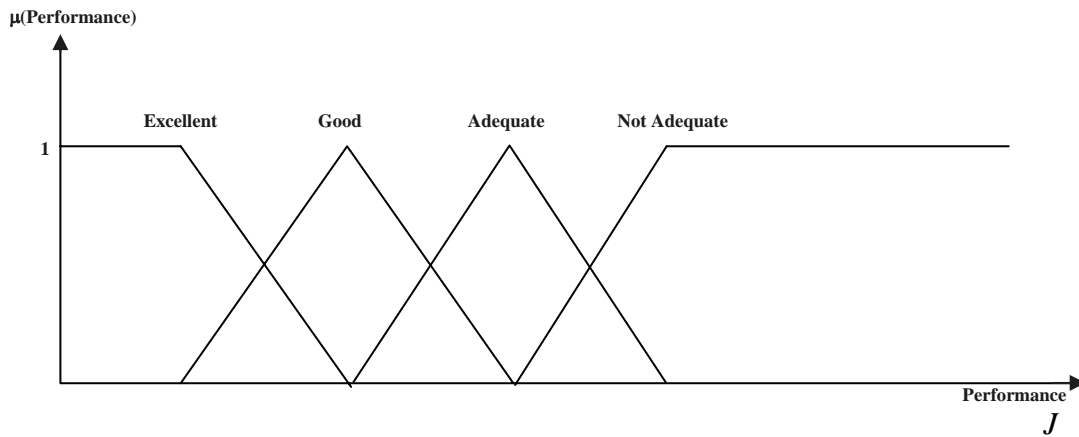 μ(Performance)
Excellent Good Adequate Not Adequate
1
Performance
J